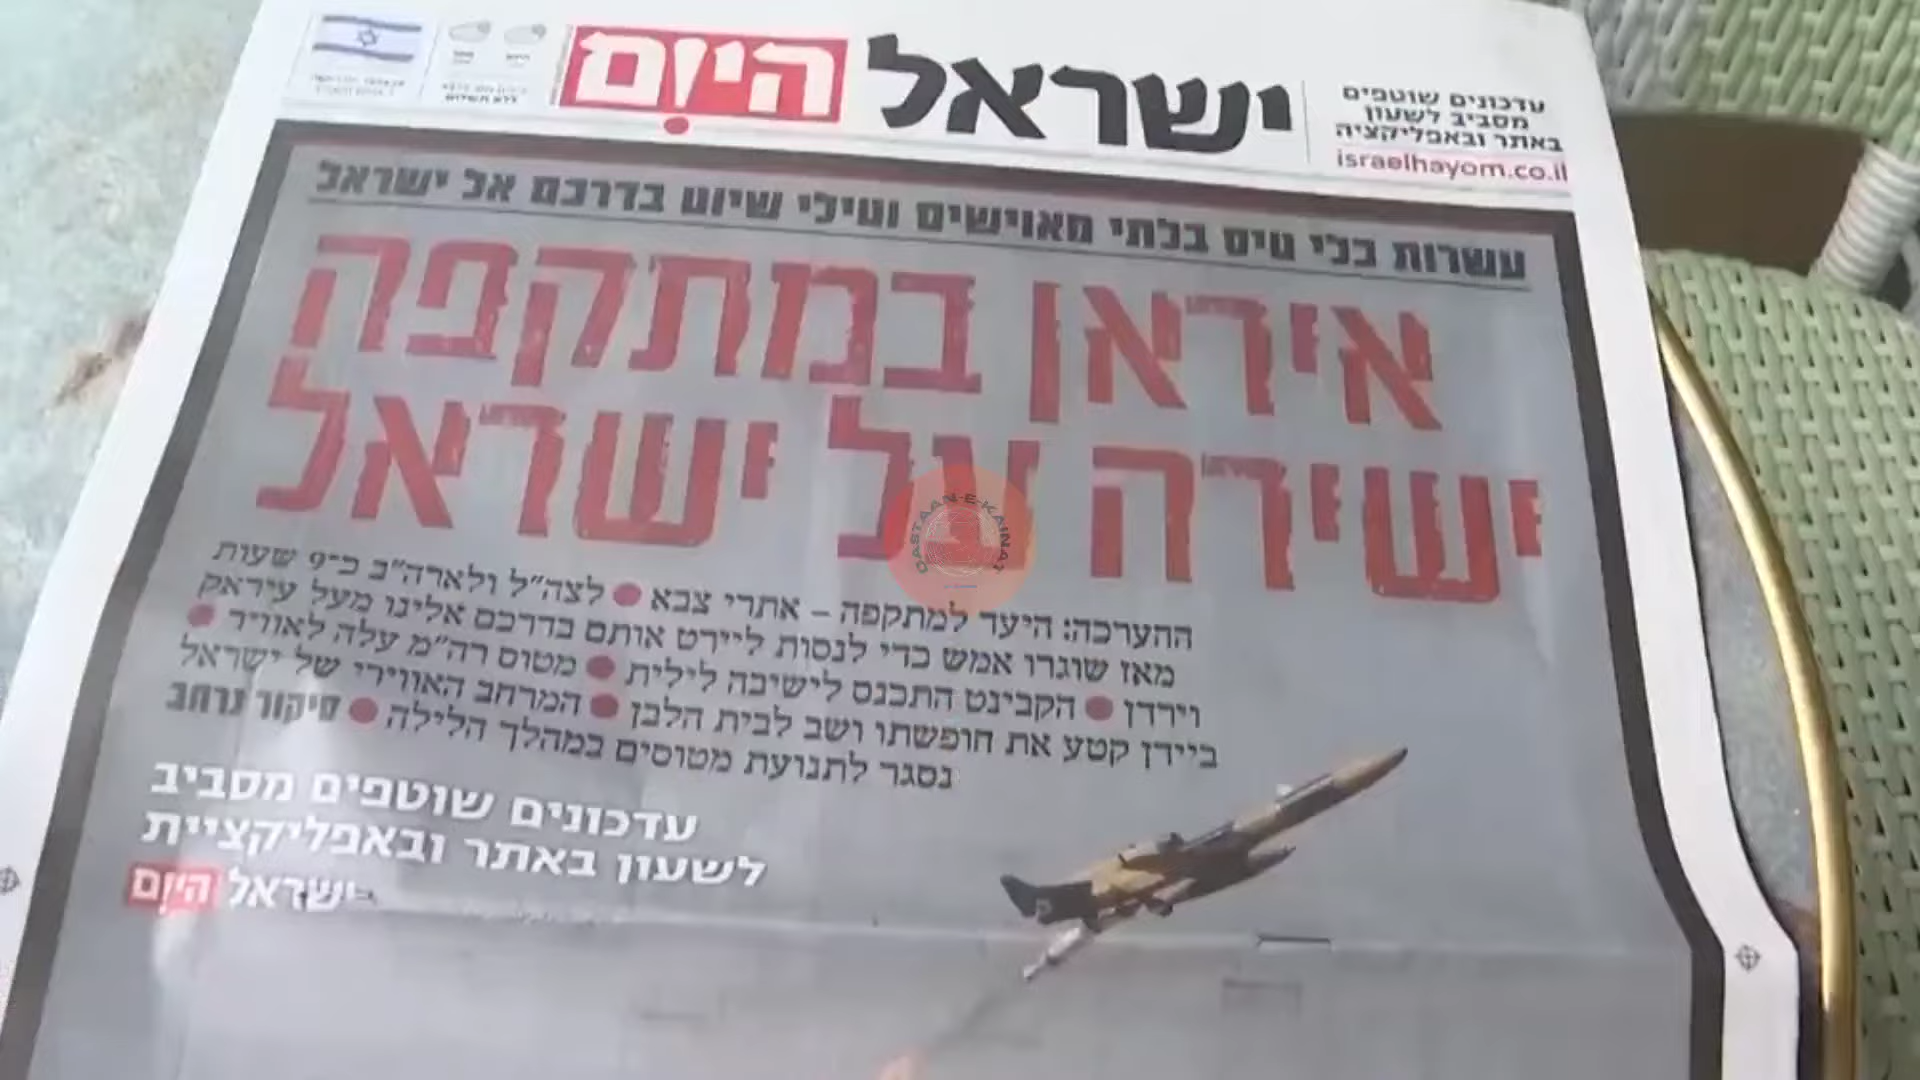 ישראל היום
עדכונים שוטפים
מסביב לשעון
באתר ובאפליקציה
israelhayom.co.il
ללא תשלום
עשרות כלי טיס בלתי מאוישים וטילי שיוט בדרכם אל ישראל
איראן במתקפה
ישירה על ישראל
ההערכה: היעד למתקפה – אתרי צבא ● לצה"ל ולארה"ב כ־9 שעות
מאז שוגרו אמש כדי לנסות ליירט אותם בדרכם אלינו מעל עיראק
וירדן ● הקבינט התכנס לישיבה לילית ● מטוס רה"מ עלה לאוויר ●
ביידן קטע את חופשתו ושב לבית הלבן ● המרחב האווירי של ישראל
נסגר לתנועת מטוסים במהלך הלילה ● סיקור נרחב
עדכונים שוטפים מסביב
לשעון באתר ובאפליקציית
ישראל היום
DASTAAN-E-KAINAT